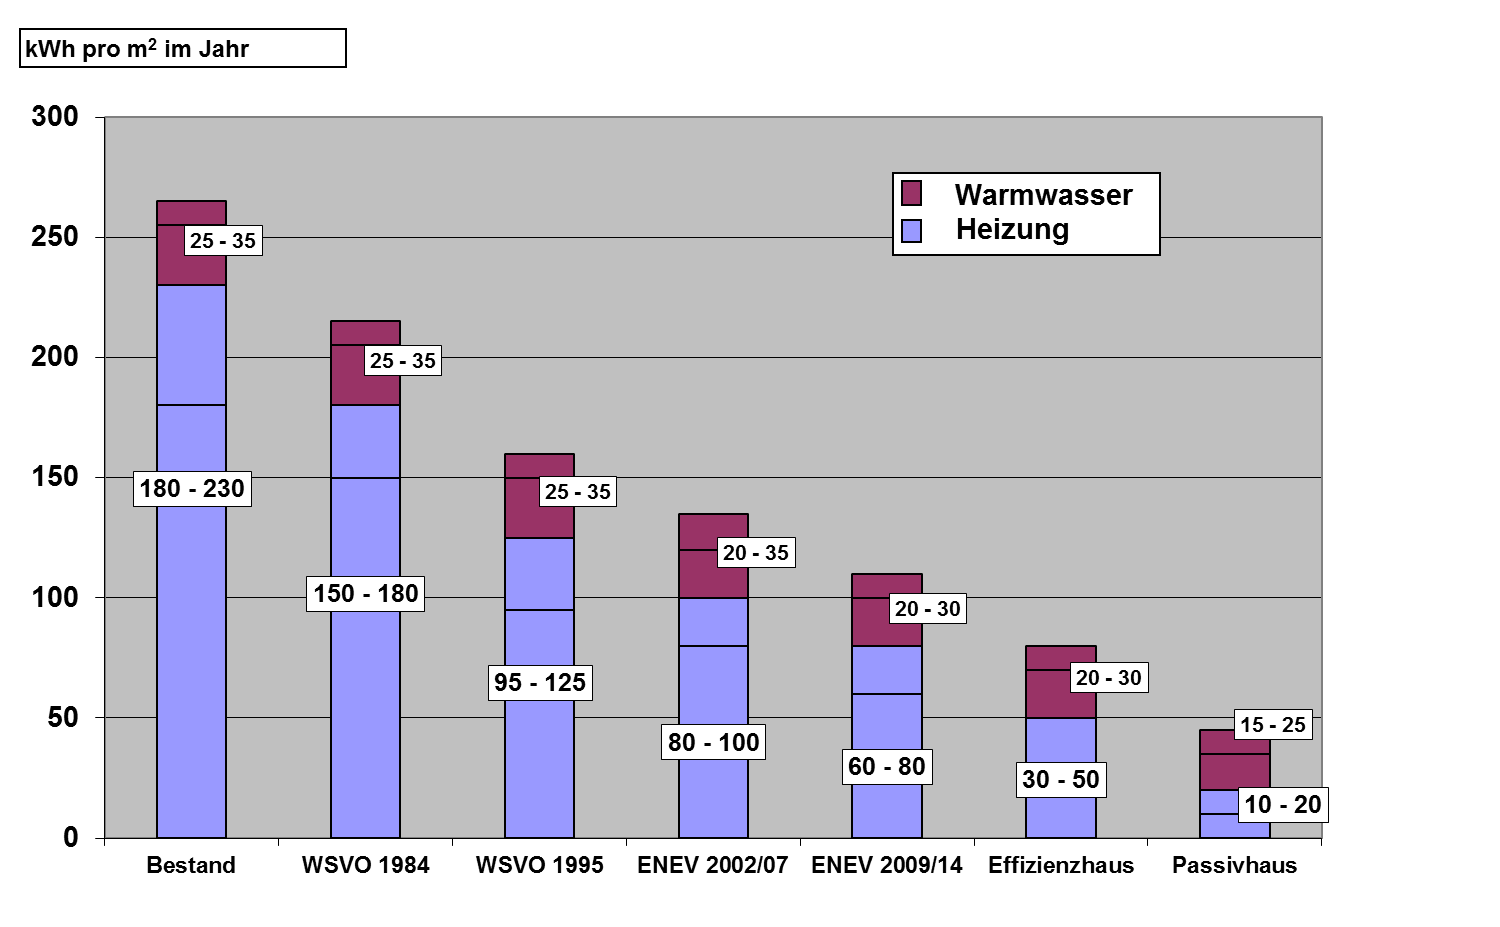 kWh pro m² im Jahr
300
250
200
150
100
50
0
Warmwasser
Heizung
25 - 35
180 - 230
25 - 35
150 - 180
25 - 35
95 - 125
20 - 35
80 - 100
20 - 30
60 - 80
20 - 30
30 - 50
15 - 25
10 - 20
Bestand
WSVO 1984
WSVO 1995
ENEV 2002/07
ENEV 2009/14
Effizienzhaus
Passivhaus